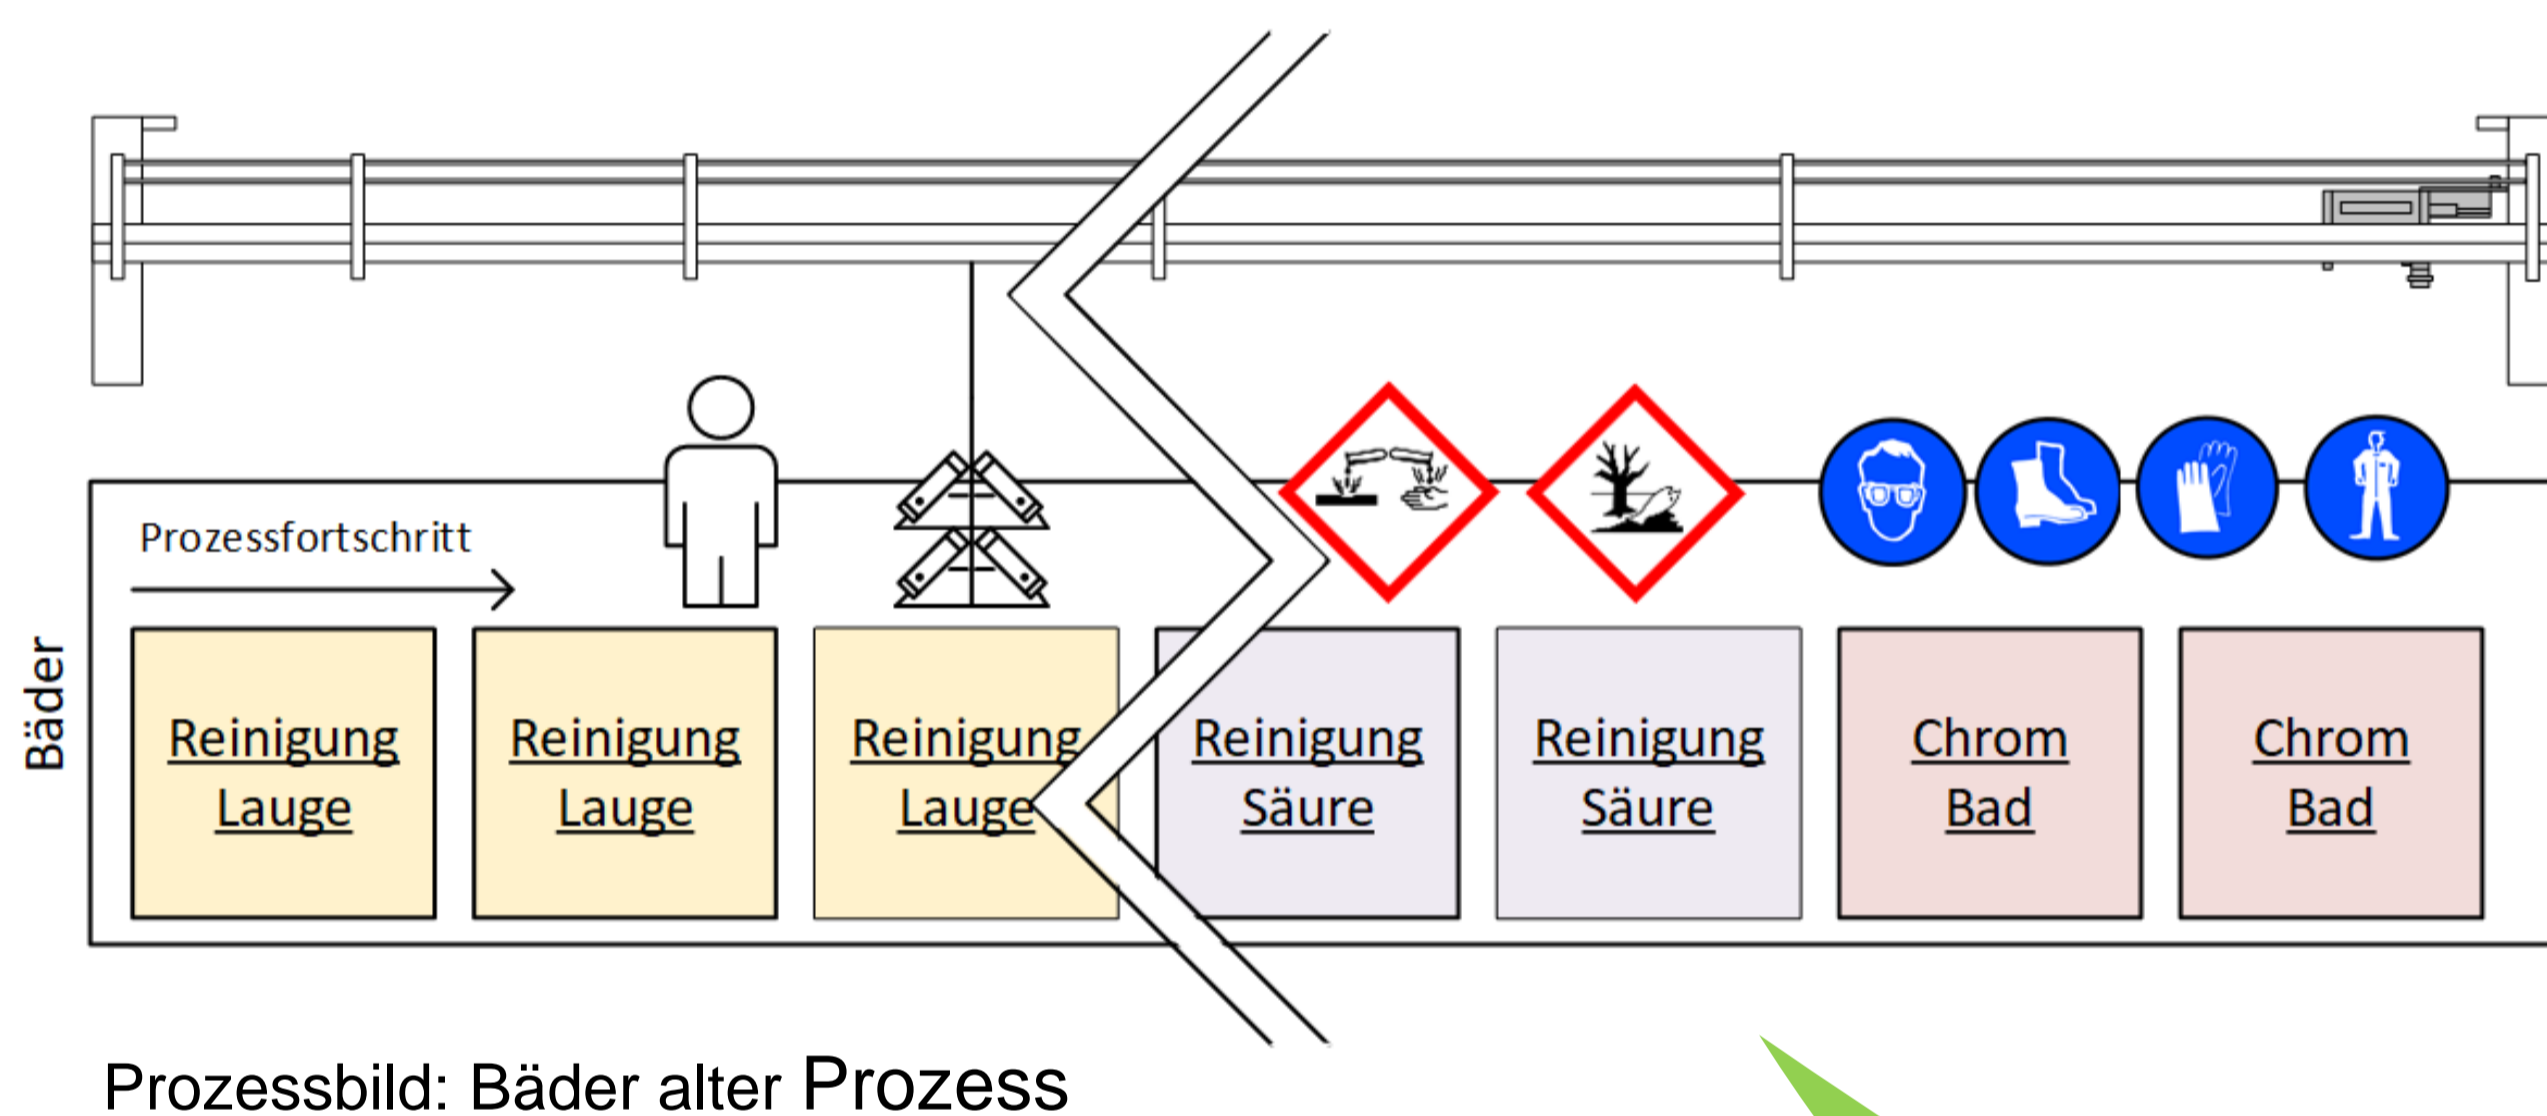 Prozessfortschritt
Bäder
Reinigung
Lauge
Reinigung
Lauge
Reinigung
Lauge
Reinigung
Säure
Reinigung
Säure
Chrom
Bad
Chrom
Bad
Prozessbild: Bäder alter Prozess